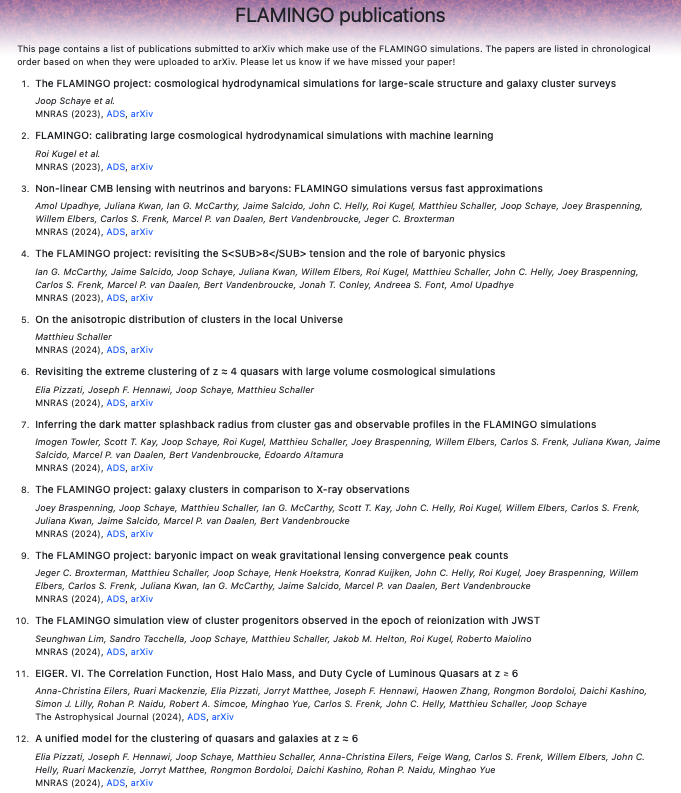 FLAMINGO publications
This page contains a list of publications submitted to arXiv which make use of the FLAMINGO simulations. The papers are listed in chronological
order based on when they were uploaded to arXiv. Please let us know if we have missed your paper!
1. The FLAMINGO project: cosmological hydrodynamical simulations for large-scale structure and galaxy cluster surveys
Joop Schaye et al.
MNRAS (2023), ADS, arXiv
2. FLAMINGO: calibrating large cosmological hydrodynamical simulations with machine learning
Roi Kugel et al.
MNRAS (2023), ADS, arXiv
3. Non-linear CMB lensing with neutrinos and baryons: FLAMINGO simulations versus fast approximations
Amol Upadhye, Juliana Kwan, Ian G. McCarthy, Jaime Salcido, John C. Helly, Roi Kugel, Matthieu Schaller, Joop Schaye, Joey Braspenning,
Willem Elbers, Carlos S. Frenk, Marcel P. van Daalen, Bert Vandenbroucke, Jeger C. Broxterman
MNRAS (2024), ADS, arXiv
4. The FLAMINGO project: revisiting the S<SUB>8</SUB> tension and the role of baryonic physics
Ian G. McCarthy, Jaime Salcido, Joop Schaye, Juliana Kwan, Willem Elbers, Roi Kugel, Matthieu Schaller, John C. Helly, Joey Braspenning,
Carlos S. Frenk, Marcel P. van Daalen, Bert Vandenbroucke, Jonah T. Conley, Andreea S. Font, Amol Upadhye
MNRAS (2023), ADS, arXiv
5. On the anisotropic distribution of clusters in the local Universe
Matthieu Schaller
MNRAS (2024), ADS, arXiv
6. Revisiting the extreme clustering of z ≈ 4 quasars with large volume cosmological simulations
Elia Pizzati, Joseph F. Hennawi, Joop Schaye, Matthieu Schaller
MNRAS (2024), ADS, arXiv
7. Inferring the dark matter splashback radius from cluster gas and observable profiles in the FLAMINGO simulations
Imogen Towler, Scott T. Kay, Joop Schaye, Roi Kugel, Matthieu Schaller, Joey Braspenning, Willem Elbers, Carlos S. Frenk, Juliana Kwan, Jaime
Salcido, Marcel P. van Daalen, Bert Vandenbroucke, Edoardo Altamura
MNRAS (2024), ADS, arXiv
8. The FLAMINGO project: galaxy clusters in comparison to X-ray observations
Joey Braspenning, Joop Schaye, Matthieu Schaller, Ian G. McCarthy, Scott T. Kay, John C. Helly, Roi Kugel, Willem Elbers, Carlos S. Frenk,
Juliana Kwan, Jaime Salcido, Marcel P. van Daalen, Bert Vandenbroucke
MNRAS (2024), ADS, arXiv
9. The FLAMINGO project: baryonic impact on weak gravitational lensing convergence peak counts
Jeger C. Broxterman, Matthieu Schaller, Joop Schaye, Henk Hoekstra, Konrad Kuijken, John C. Helly, Roi Kugel, Joey Braspenning, Willem
Elbers, Carlos S. Frenk, Juliana Kwan, Ian G. McCarthy, Jaime Salcido, Marcel P. van Daalen, Bert Vandenbroucke
MNRAS (2024), ADS, arXiv
10. The FLAMINGO simulation view of cluster progenitors observed in the epoch of reionization with JWST
Seunghwan Lim, Sandro Tacchella, Joop Schaye, Matthieu Schaller, Jakob M. Helton, Roi Kugel, Roberto Maiolino
MNRAS (2024), ADS, arXiv
11. EIGER. VI. The Correlation Function, Host Halo Mass, and Duty Cycle of Luminous Quasars at z ≥ 6
Anna-Christina Eilers, Ruari Mackenzie, Elia Pizzati, Jorryt Matthee, Joseph F. Hennawi, Haowen Zhang, Rongmon Bordoloi, Daichi Kashino,
Simon J. Lilly, Rohan P. Naidu, Robert A. Simcoe, Minghao Yue, Carlos S. Frenk, John C. Helly, Matthieu Schaller, Joop Schaye
The Astrophysical Journal (2024), ADS, arXiv
12. A unified model for the clustering of quasars and galaxies at z ≈ 6
Elia Pizzati, Joseph F. Hennawi, Joop Schaye, Matthieu Schaller, Anna-Christina Eilers, Feige Wang, Carlos S. Frenk, Willem Elbers, John C.
Helly, Ruari Mackenzie, Jorryt Matthee, Rongmon Bordoloi, Daichi Kashino, Rohan P. Naidu, Minghao Yue
MNRAS (2024), ADS, arXiv